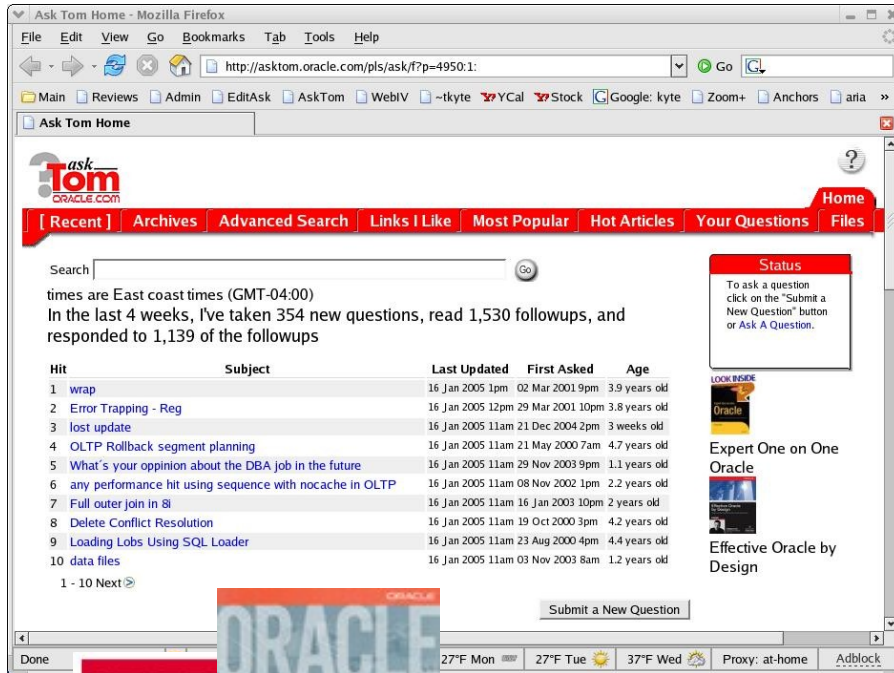 Ask Tom Home - Mozilla Firefox
File Edit View Go Bookmarks Tab Tools Help
http://asktom.oracle.com/pls/ask/f?p=4950:1: Go G
Main Reviews Admin EditAsk AskTom WebIV ~tkyte YCal Stock Google: kyte Zoom+ Anchors aria »
Ask Tom Home
ask
Tom
ORACLE.COM
?
Home
[ Recent ] Archives Advanced Search Links I Like Most Popular Hot Articles Your Questions Files
Search Go
times are East coast times (GMT-04:00)
In the last 4 weeks, I've taken 354 new questions, read 1,530 followups, and
responded to 1,139 of the followups
Hit Subject Last Updated First Asked Age
1 wrap 16 Jan 2005 1pm 02 Mar 2001 9pm 3.9 years old
2 Error Trapping - Reg 16 Jan 2005 12pm 29 Mar 2001 10pm 3.8 years old
3 lost update 16 Jan 2005 11am 21 Dec 2004 2pm 3 weeks old
4 OLTP Rollback segment planning 16 Jan 2005 11am 21 May 2000 7am 4.7 years old
5 What´s your oppinion about the DBA job in the future 16 Jan 2005 11am 29 Nov 2003 9pm 1.1 years old
6 any performance hit using sequence with nocache in OLTP 16 Jan 2005 11am 08 Nov 2002 1pm 2.2 years old
7 Full outer join in 8i 16 Jan 2005 11am 16 Jan 2003 10pm 2 years old
8 Delete Conflict Resolution 16 Jan 2005 11am 19 Oct 2000 3pm 4.2 years old
9 Loading Lobs Using SQL Loader 16 Jan 2005 11am 23 Aug 2000 4pm 4.4 years old
10 data files 16 Jan 2005 11am 03 Nov 2003 8am 1.2 years old
1 - 10 Next
Submit a New Question
Status
To ask a question
click on the "Submit a
New Question" button
or Ask A Question.
LOOK INSIDE
Oracle
Expert One on One
Oracle
Effective Oracle by
Design
ORACLE
ORACLE
Done 27°F Mon 27°F Tue 37°F Wed Proxy: at-home Adblock